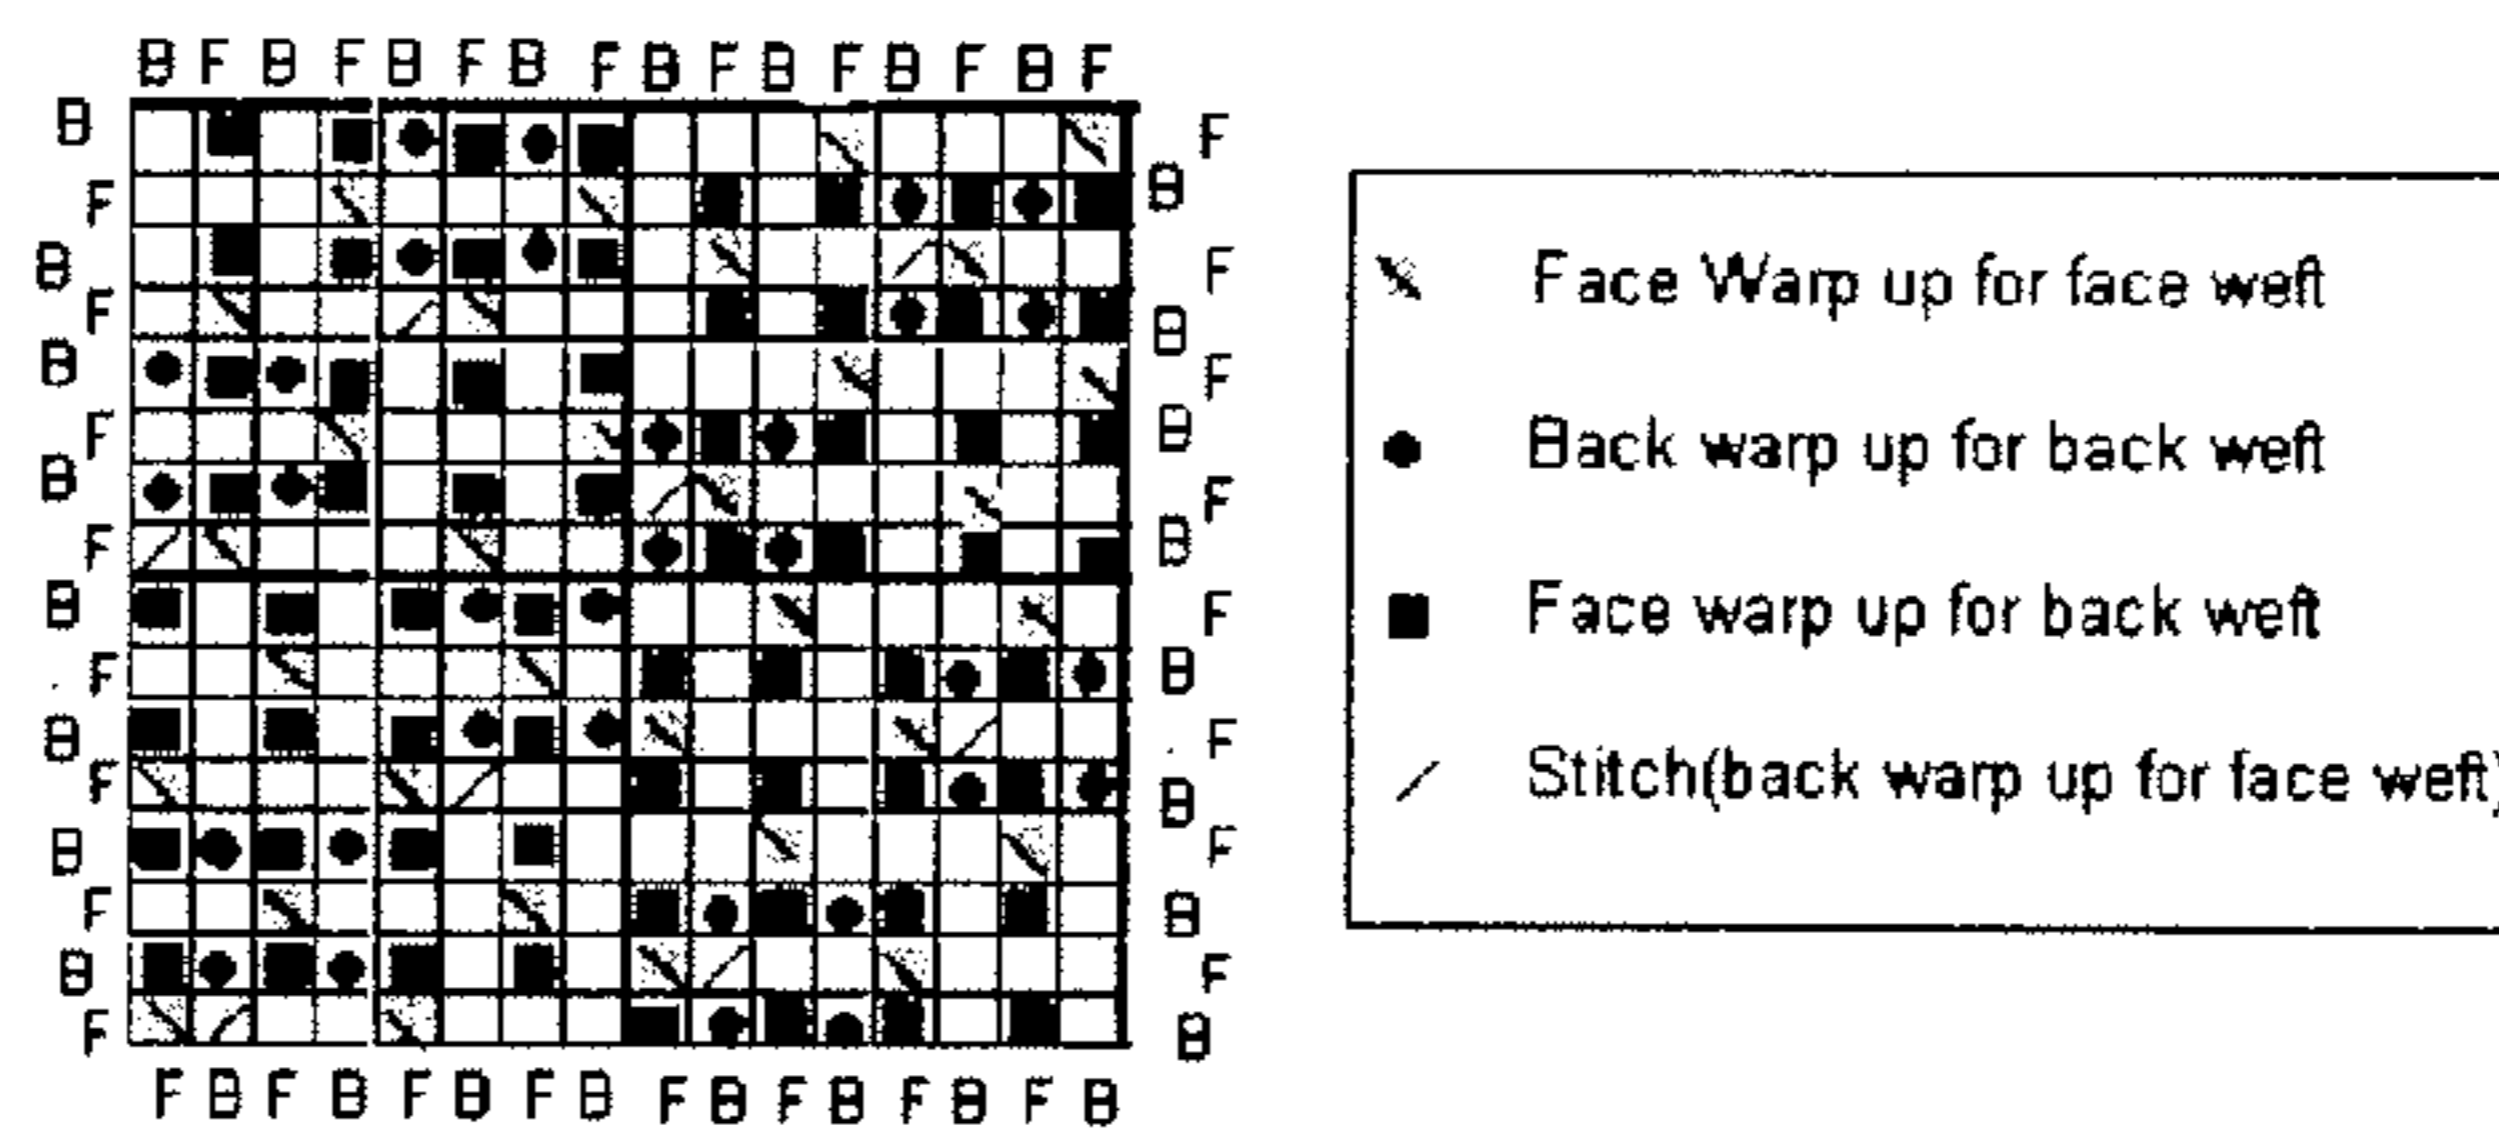 B F B F B F B F B F B F B F B F
B F
F B
B F
F B
B F
F B
B F
F B
B F
F B
B F
F B
B F
F B
B F
F B
F B F B F B F B F B F B F B F B
Face Warp up for face weft
Back warp up for back weft
Face warp up for back weft
Stitch(back warp up for face weft)